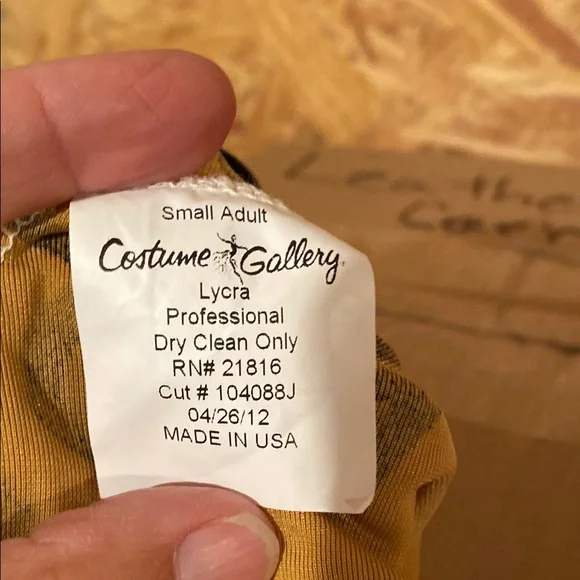 Small Adult
Costume Gallery
Lycra
Professional
Dry Clean Only
RN# 21816
Cut # 104088J
04/26/12
MADE IN USA